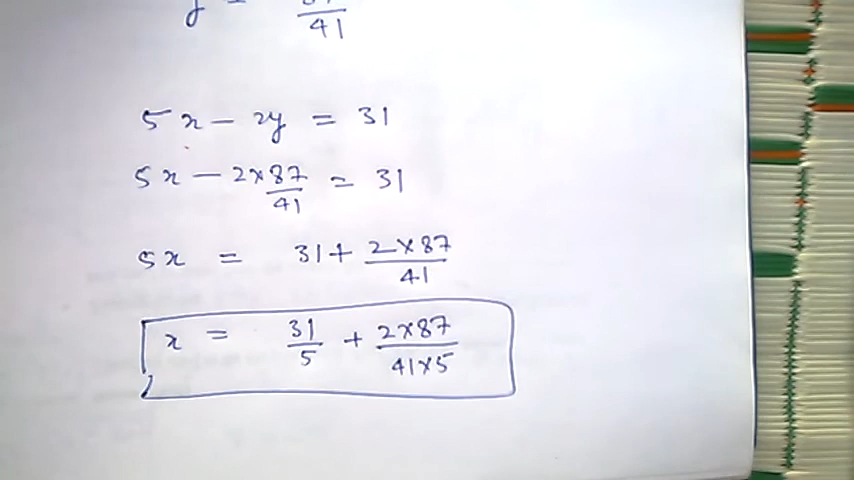 41
5x - 2y = 31
5x - 2×87/41 = 31
5x = 31 + 2×87/41
x = 31/5 + 2×87/41×5